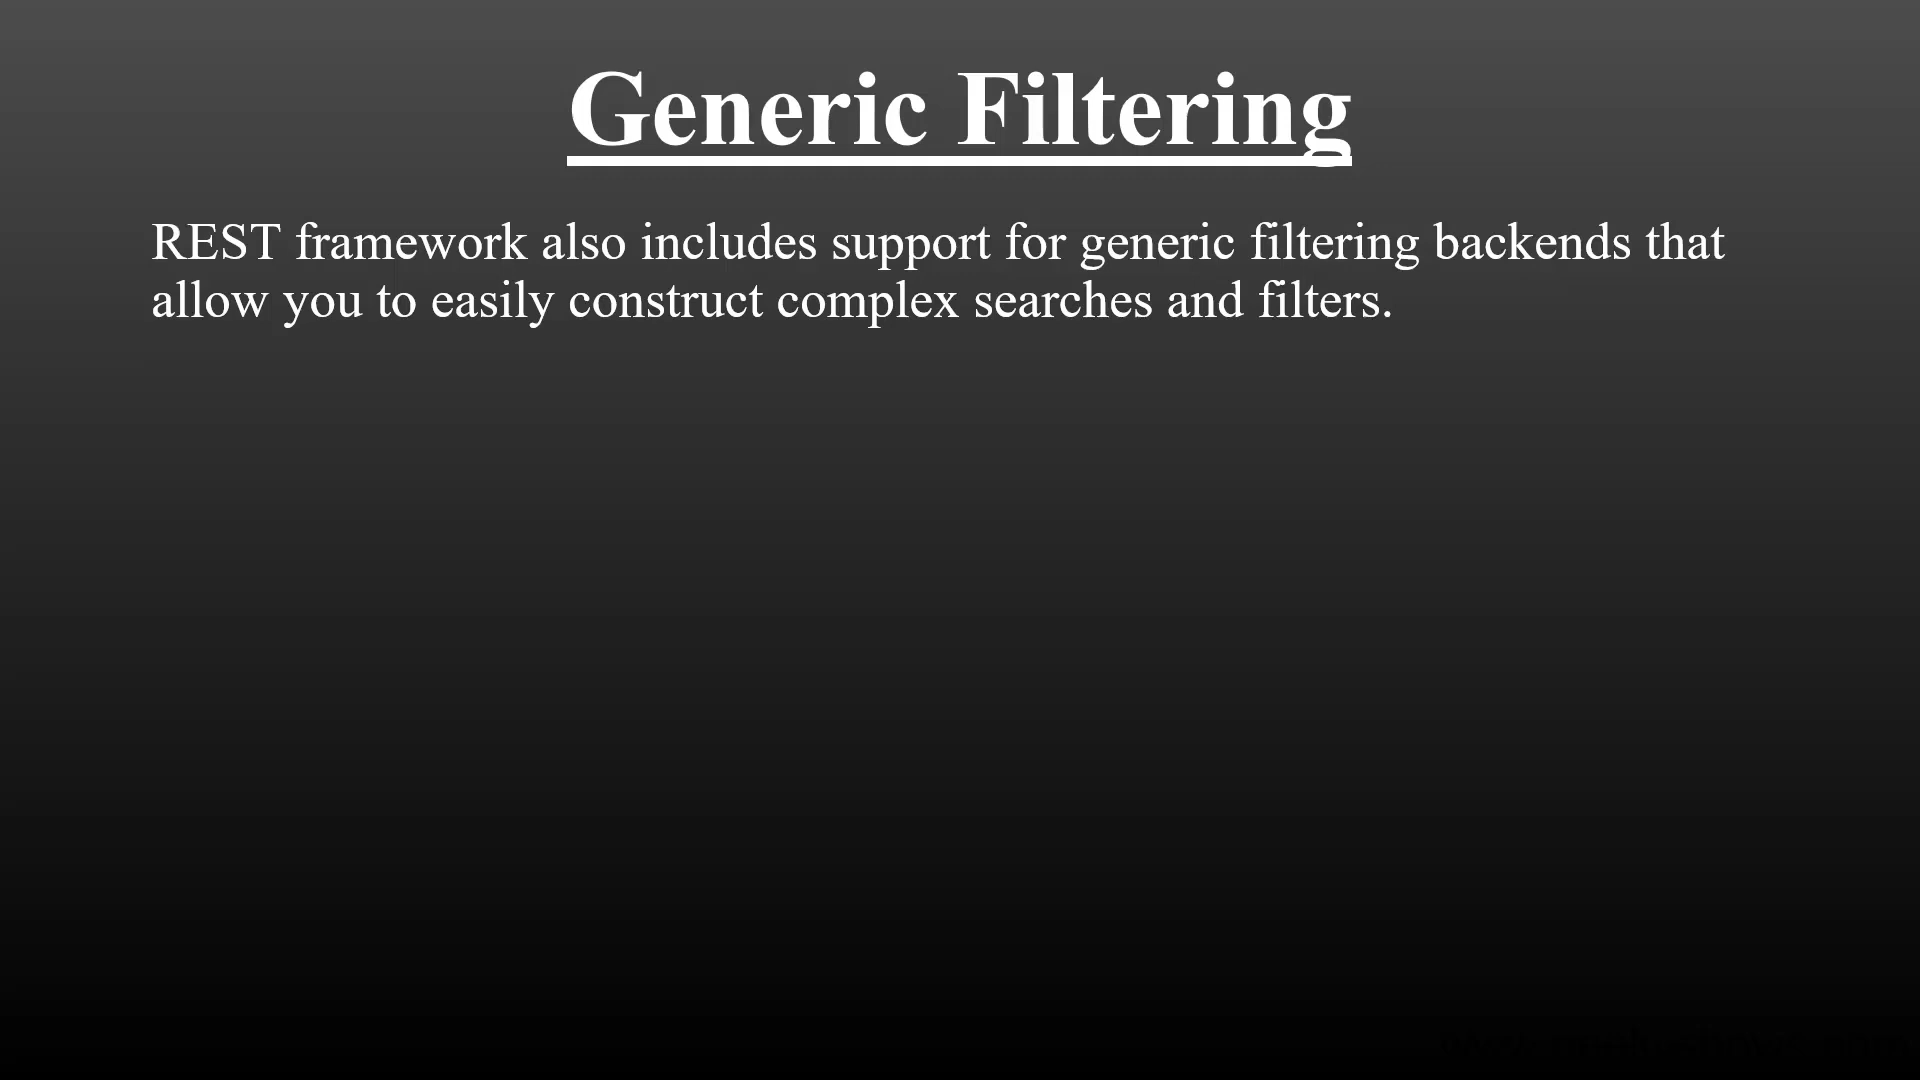 Generic Filtering
REST framework also includes support for generic filtering backends that
allow you to easily construct complex searches and filters.